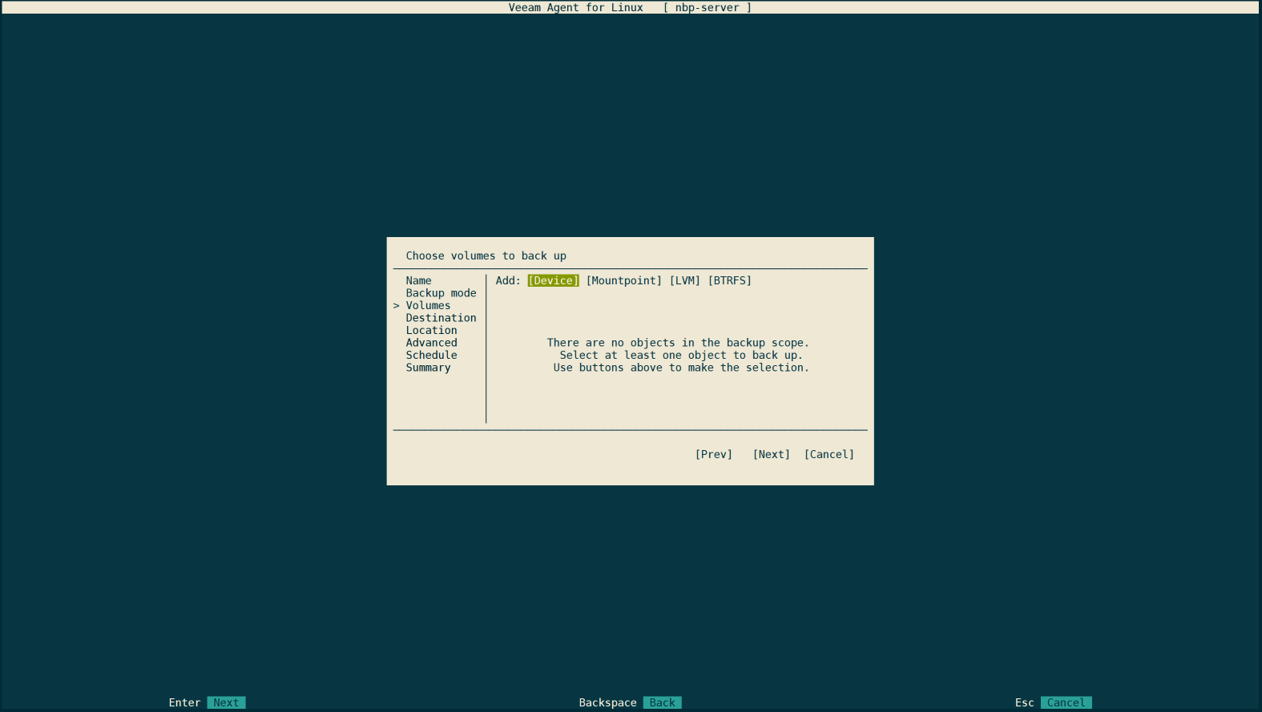 Veeam Agent for Linux [ nbp-server ]
Choose volumes to back up
Name
Backup mode
> Volumes
Destination
Location
Advanced
Schedule
Summary
Add: [Device] [Mountpoint] [LVM] [BTRFS]
There are no objects in the backup scope.
Select at least one object to back up.
Use buttons above to make the selection.
[Prev] [Next] [Cancel]
Enter Next Backspace Back Esc Cancel